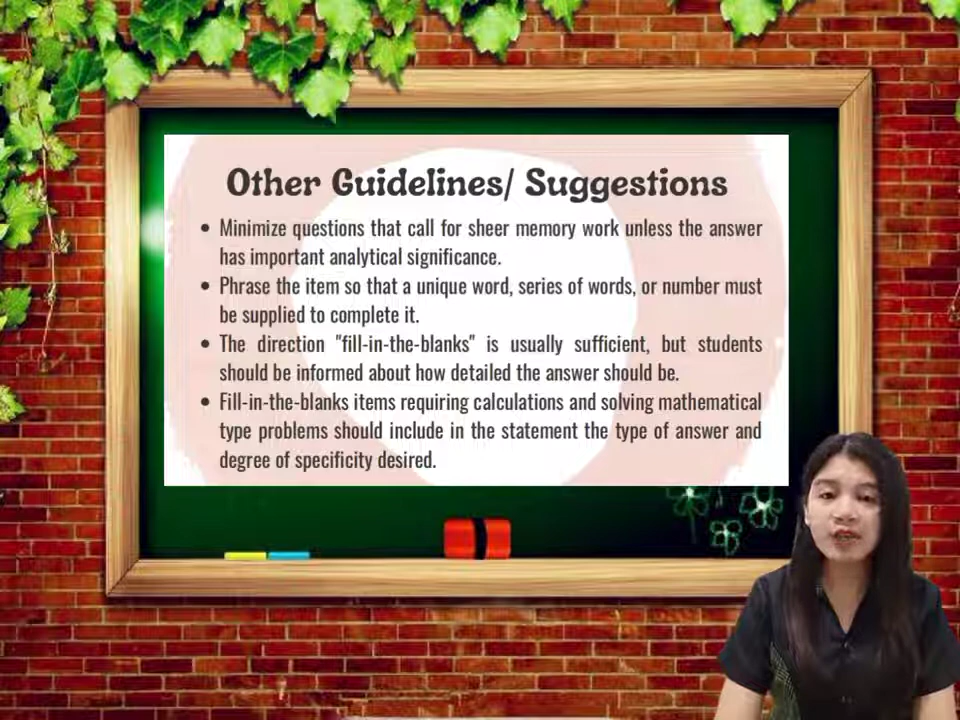 Other Guidelines/ Suggestions
• Minimize questions that call for sheer memory work unless the answer
has important analytical significance.
• Phrase the item so that a unique word, series of words, or number must
be supplied to complete it.
• The direction "fill-in-the-blanks" is usually sufficient, but students
should be informed about how detailed the answer should be.
• Fill-in-the-blanks items requiring calculations and solving mathematical
type problems should include in the statement the type of answer and
degree of specificity desired.